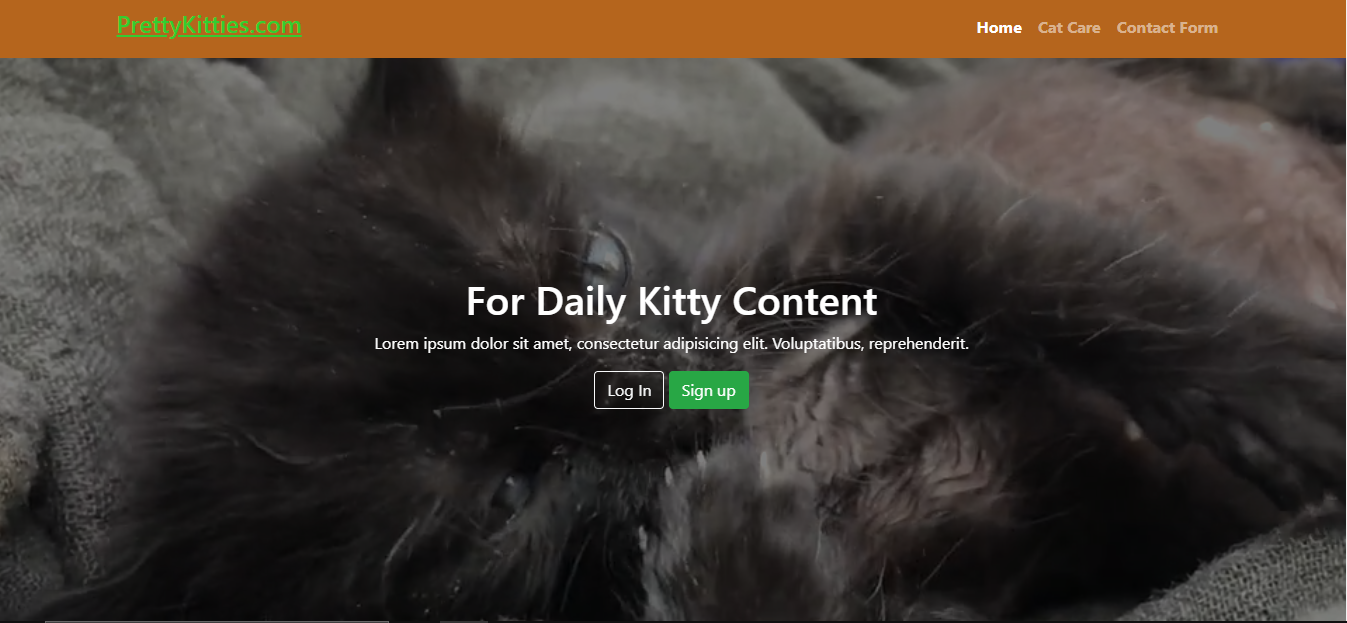 PrettyKitties.com
Home Cat Care Contact Form
For Daily Kitty Content
Lorem ipsum dolor sit amet, consectetur adipisicing elit. Voluptatibus, reprehenderit.
Log In Sign up